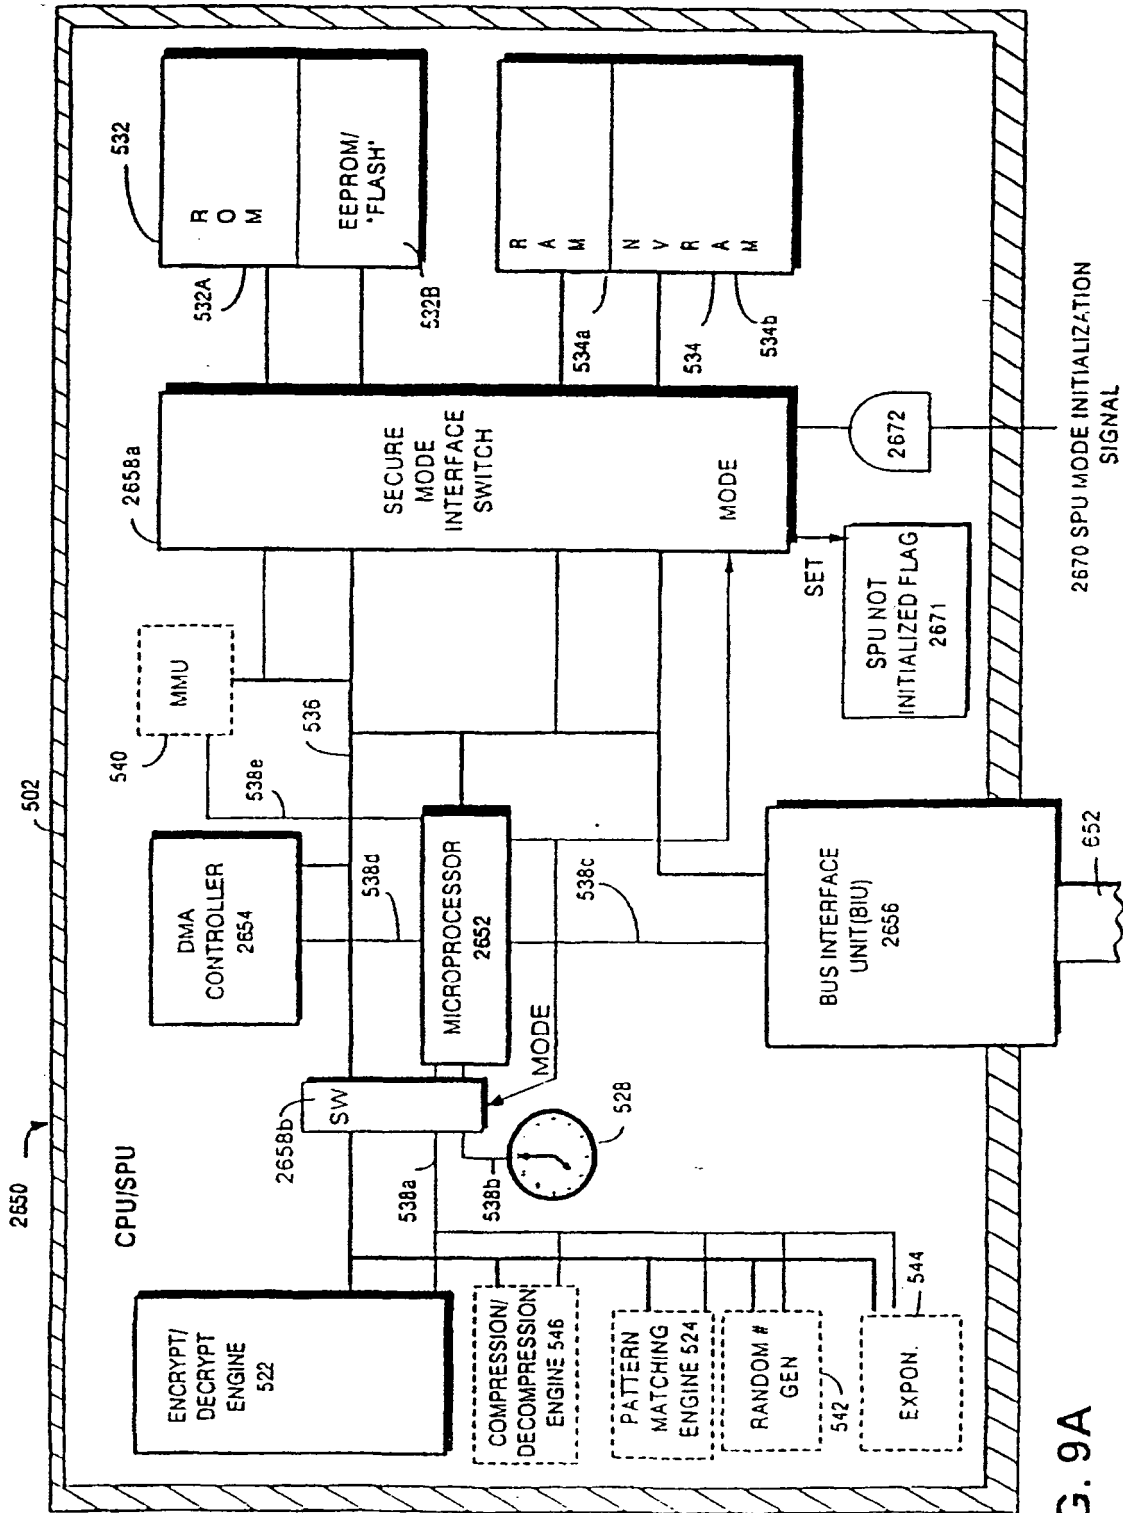 2650
502
CPU/SPU
ENCRYPT/
DECRYPT
ENGINE
522
COMPRESSION/
DECOMPRESSION
ENGINE 546
PATTERN
MATCHING
ENGINE 524
RANDOM #
GEN
542
EXPON.
544
2658b
SW
538a
538b
528
MODE
DMA
CONTROLLER
2654
538d
538e
MICROPROCESSOR
2652
538c
BUS INTERFACE
UNIT(BIU)
2656
652
540
MMU
536
2658a
SECURE
MODE
INTERFACE
SWITCH
MODE
SET
SPU NOT
INITIALIZED FLAG
2671
2672
2670 SPU MODE INITIALIZATION
SIGNAL
532
R
O
M
532A
EEPROM/
'FLASH'
532B
R
A
M
534a
N
V
R
A
M
534
534b
G. 9A